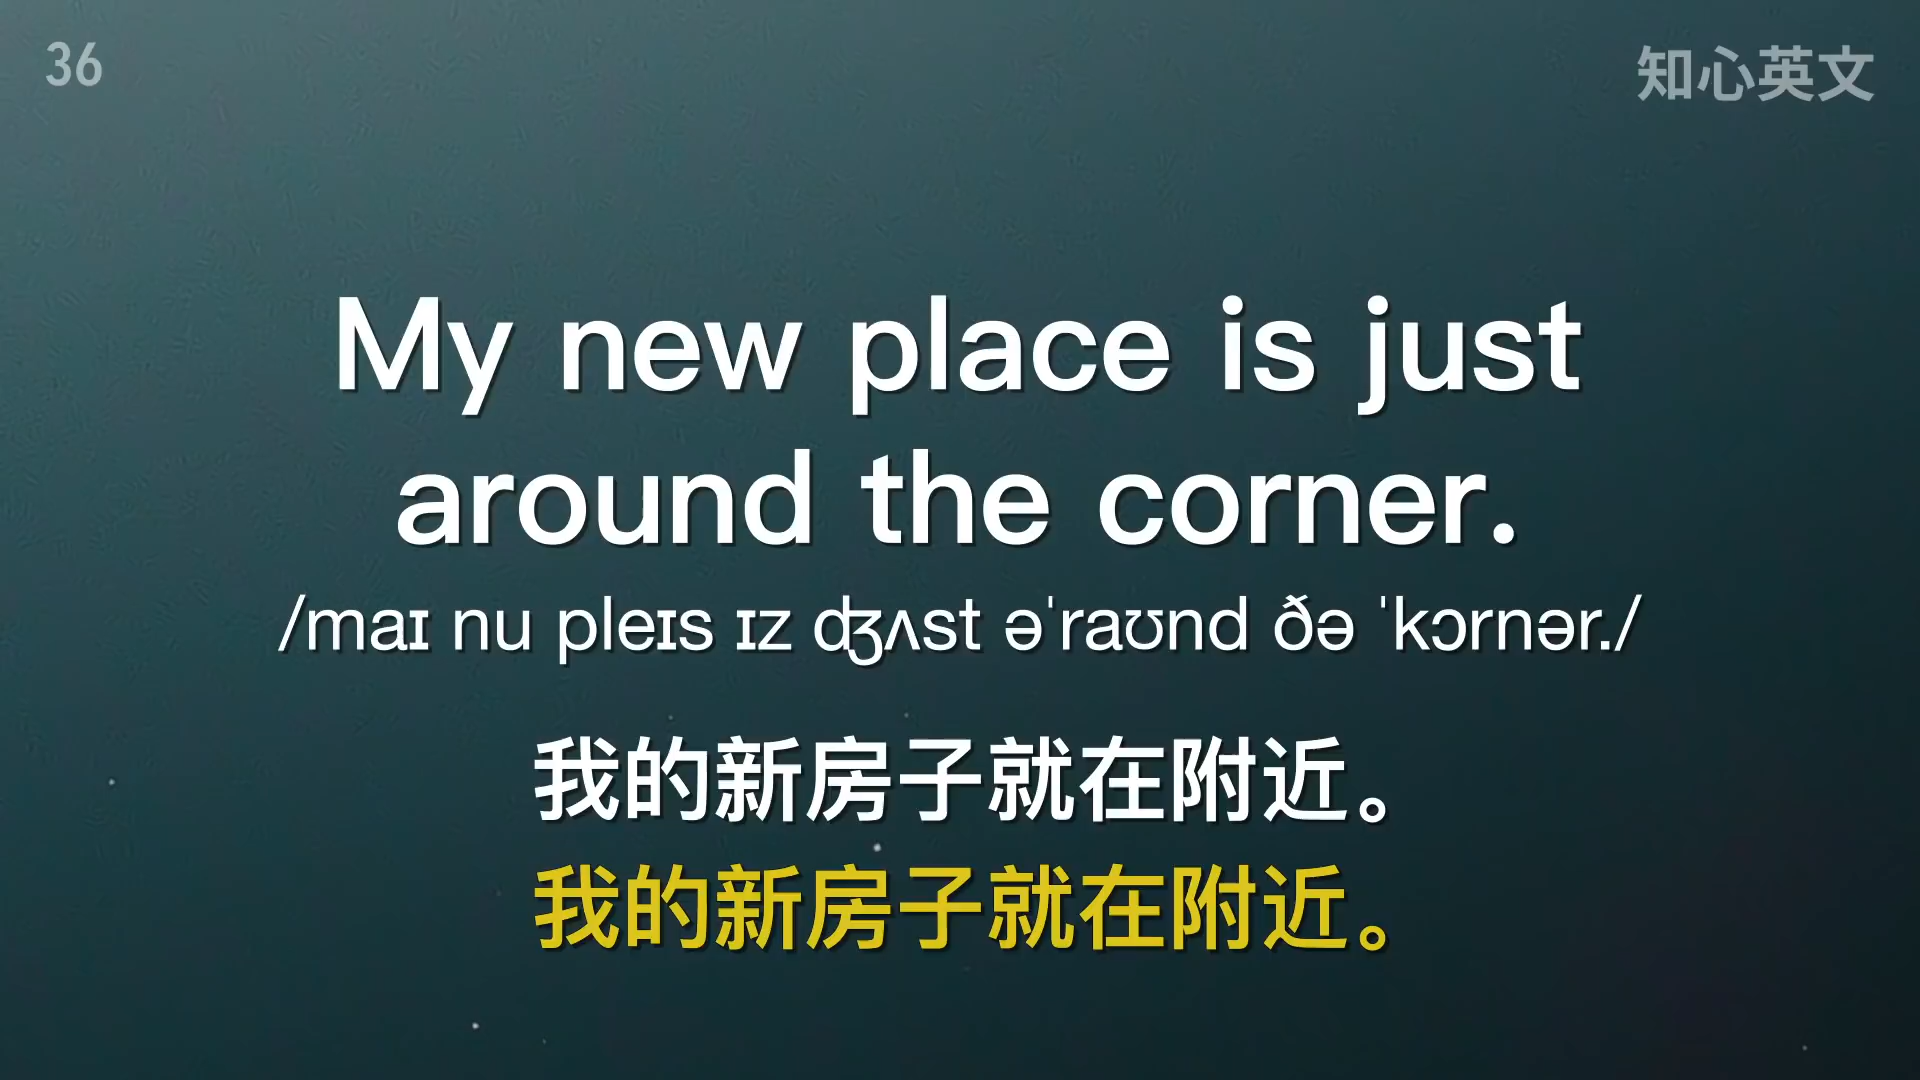 36
知心英文
My new place is just
around the corner.
/maɪ nu pleɪs ɪz ʤʌst əˈraʊnd ðə ˈkɔrnər./
我的新房子就在附近。
我的新房子就在附近。